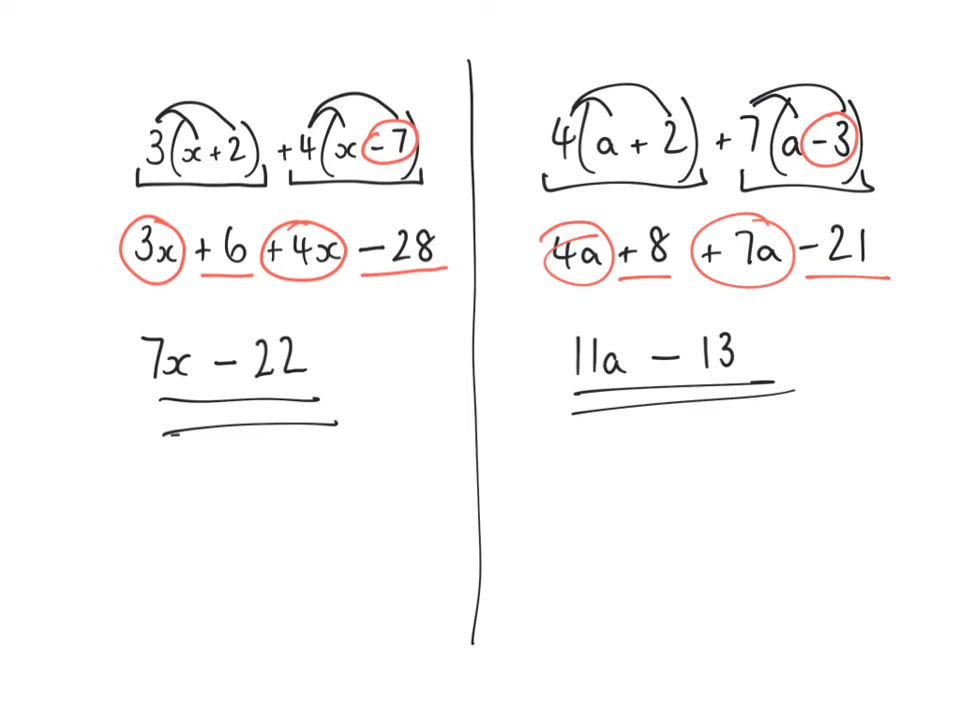 3(x+2) +4(x-7)
3x +6 +4x -28
7x - 22
4(a+2) +7(a-3)
4a +8 +7a -21
11a - 13